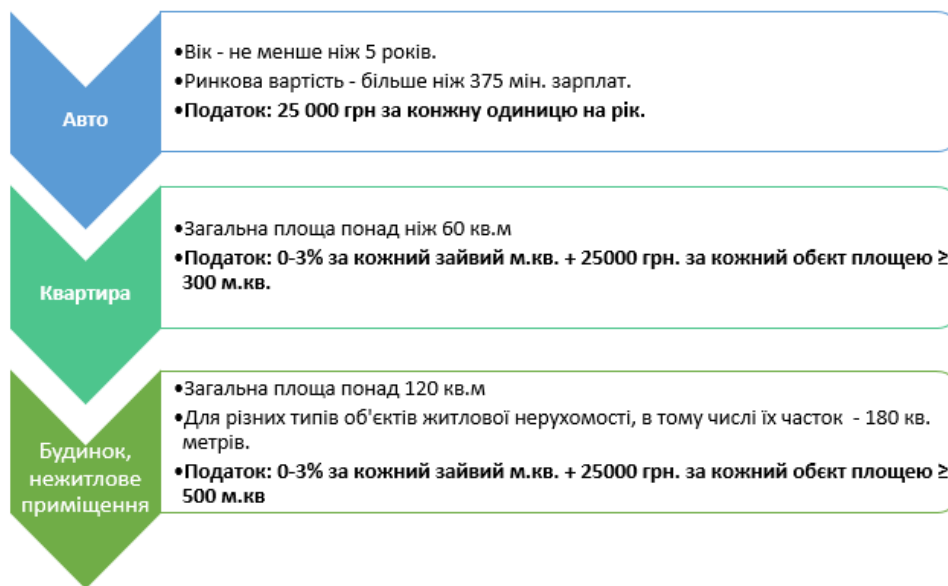 Авто
•Вік - не менше ніж 5 років.
•Ринкова вартість - більше ніж 375 мін. зарплат.
•Податок: 25 000 грн за конжну одиницю на рік.
Квартира
•Загальна площа понад ніж 60 кв.м
•Податок: 0-3% за кожний зайвий м.кв. + 25000 грн. за кожний обєкт площею ≥
300 м.кв.
Будинок,
нежитлове
приміщення
•Загальна площа понад 120 кв.м
•Для різних типів об'єктів житлової нерухомості, в тому числі їх часток - 180 кв.
метрів.
•Податок: 0-3% за кожний зайвий м.кв. + 25000 грн. за кожний обєкт площею ≥
500 м.кв